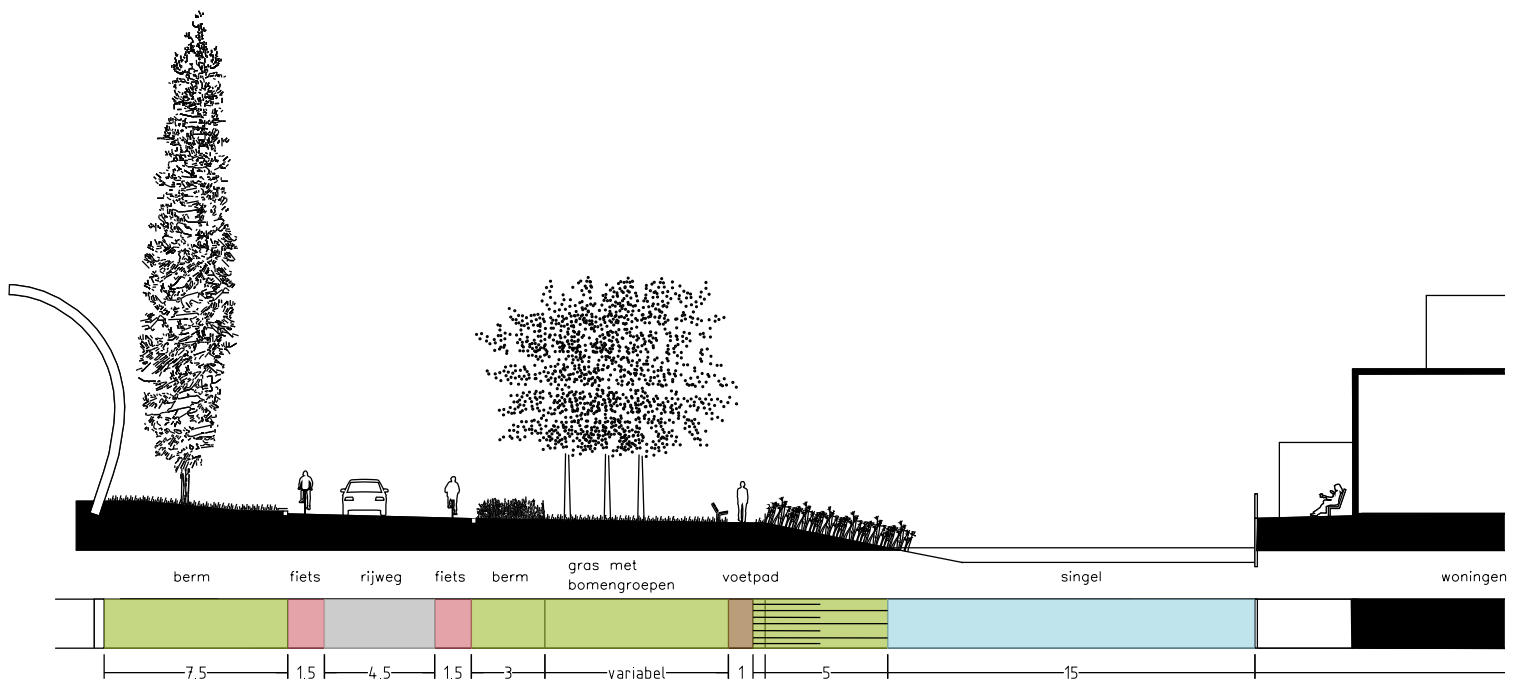 berm fiets rijweg fiets berm gras met bomengroepen voetpad singel woningen
7.5 1.5 4.5 1.5 3 variabel 1 5 15